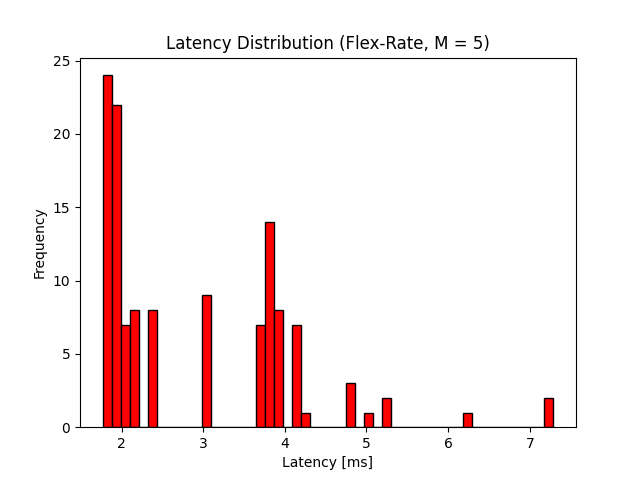 Latency Distribution (Flex-Rate, M = 5)
25
20
15
10
5
0
Frequency
2 3 4 5 6 7
Latency [ms]